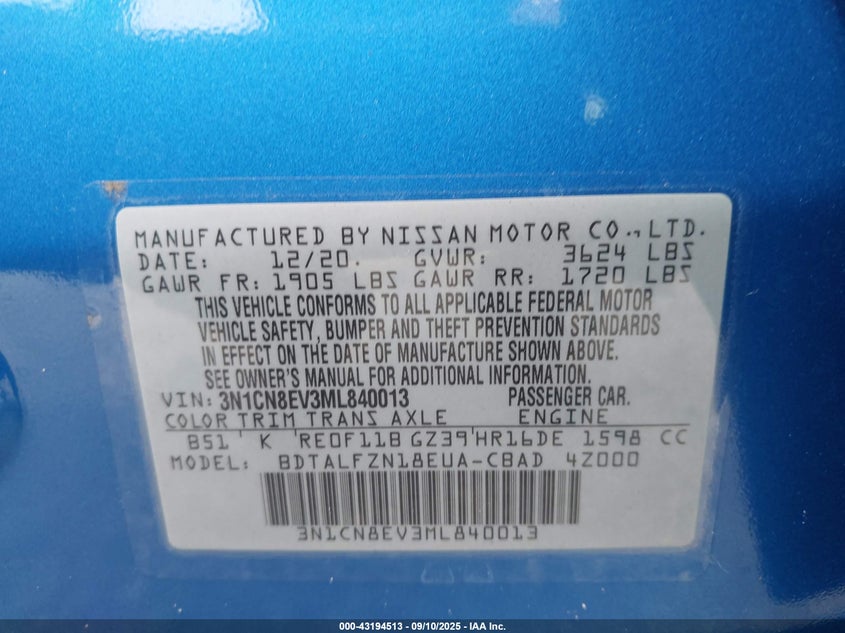 MANUFACTURED BY NISSAN MOTOR CO., LTD.
DATE: 12/20. GVWR: 3624 LBS
GAWR FR: 1905 LBS GAWR RR: 1720 LBS
THIS VEHICLE CONFORMS TO ALL APPLICABLE FEDERAL MOTOR
VEHICLE SAFETY, BUMPER AND THEFT PREVENTION STANDARDS
IN EFFECT ON THE DATE OF MANUFACTURE SHOWN ABOVE.
SEE OWNER'S MANUAL FOR ADDITIONAL INFORMATION.
VIN: 3N1CN8EV3ML840013 PASSENGER CAR.
COLOR TRIM TRANS AXLE ENGINE
B51 K RE0F11B GZ39 HR16DE 1598 CC
MODEL: BDTALFZN18EUA-CBAD 4Z000
3N1CN8EV3ML840013
000-43194513 - 09/10/2025 - IAA Inc.